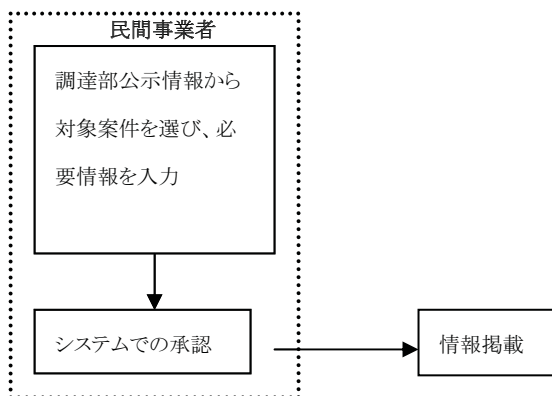 民間事業者
調達部公示情報から
対象案件を選び、必
要情報を入力
システムでの承認
情報掲載